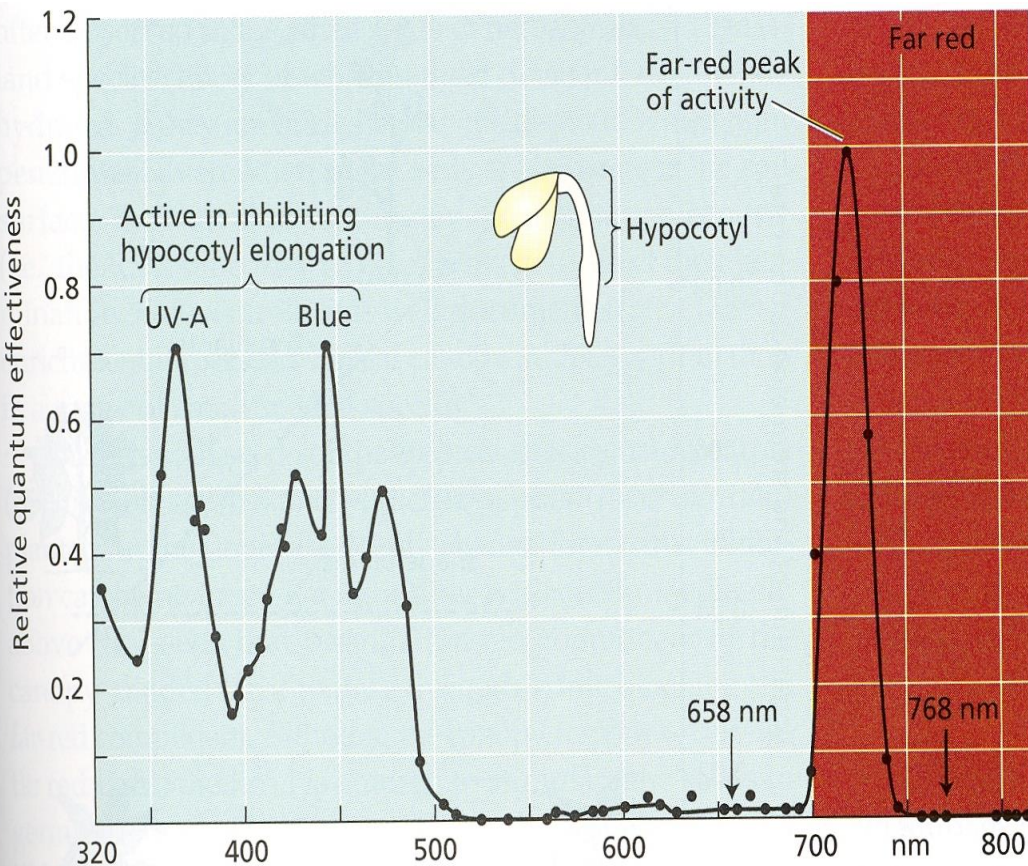 1.2
1.0
0.8
0.6
0.4
0.2
Relative quantum effectiveness
Far red
Far-red peak
of activity
Active in inhibiting
hypocotyl elongation
UV-A
Blue
Hypocotyl
658 nm
768 nm
320
400
500
600
700
nm
800